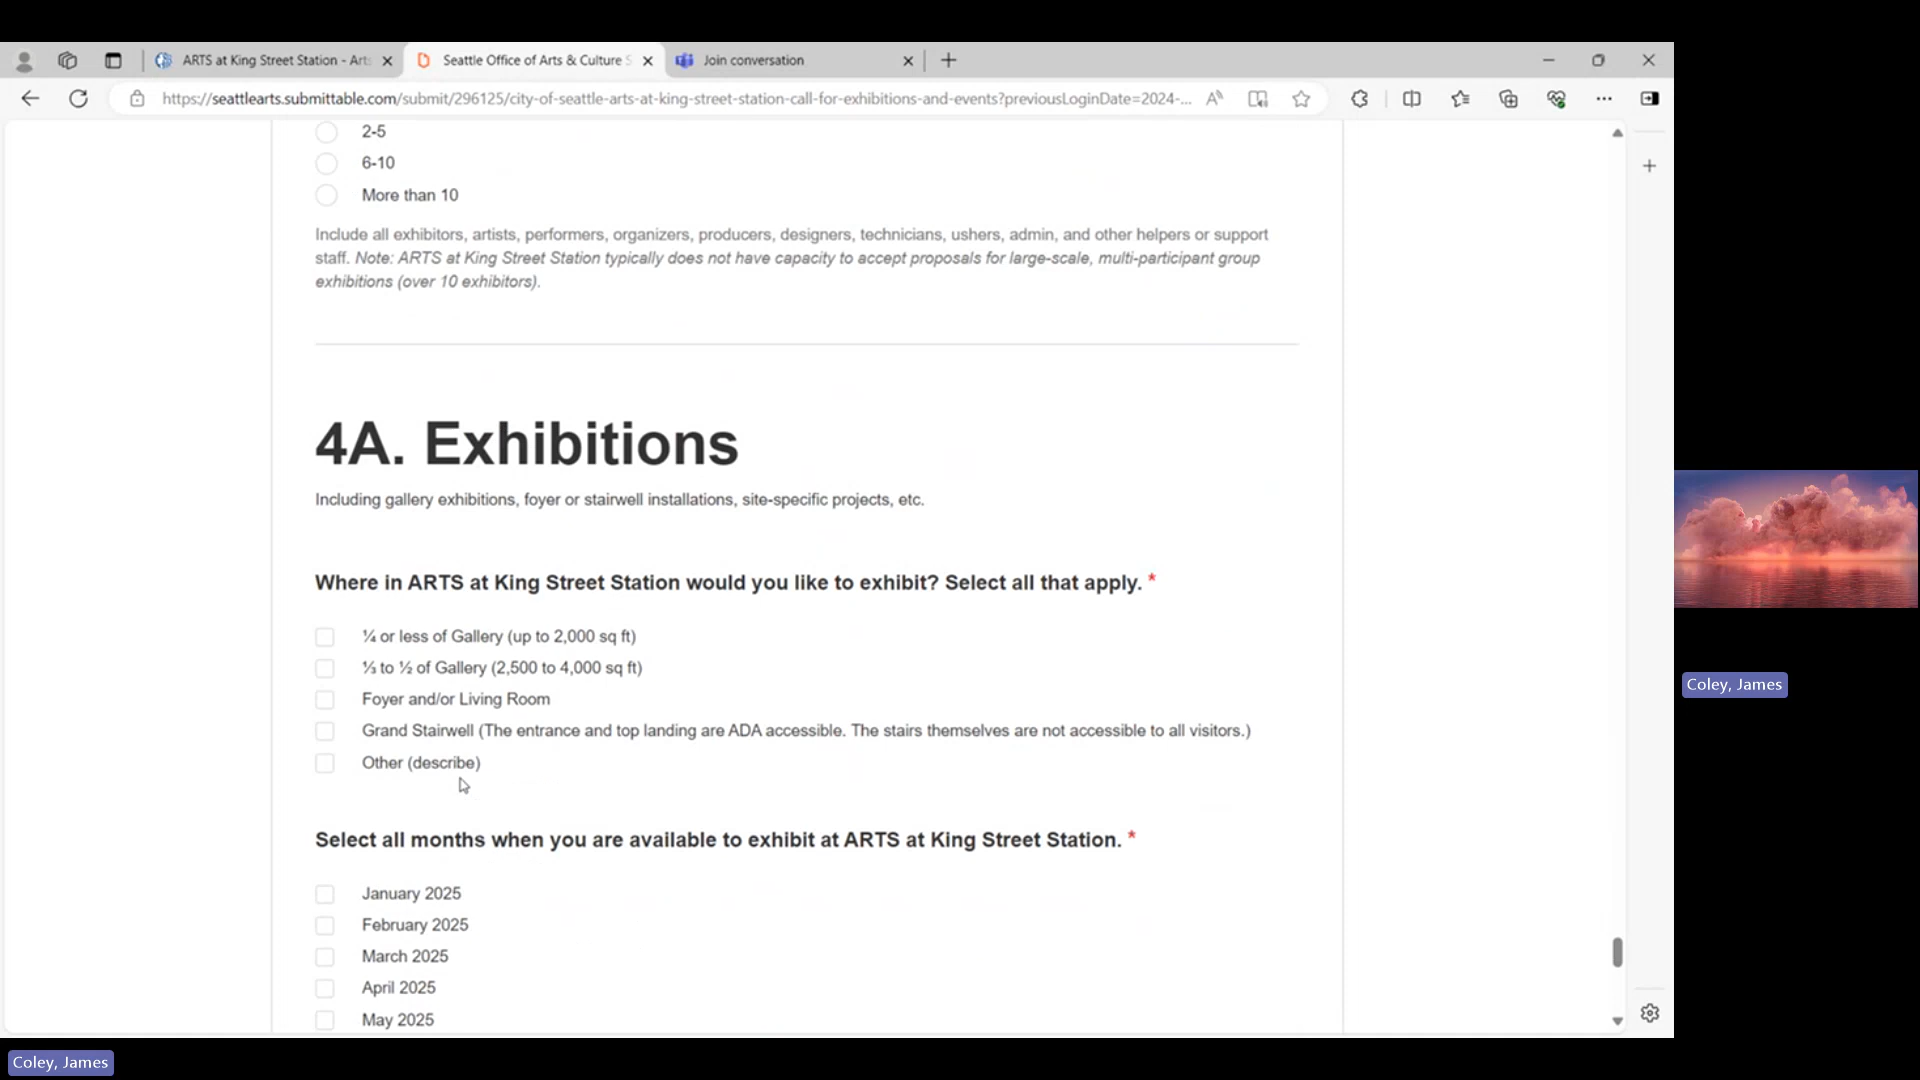 ARTS at King Street Station - Arts
Seattle Office of Arts & Culture S
Join conversation
https://seattlearts.submittable.com/submit/296125/city-of-seattle-arts-at-king-street-station-call-for-exhibitions-and-events?previousLoginDate=2024-...
2-5
6-10
More than 10
Include all exhibitors, artists, performers, organizers, producers, designers, technicians, ushers, admin, and other helpers or support
staff. Note: ARTS at King Street Station typically does not have capacity to accept proposals for large-scale, multi-participant group
exhibitions (over 10 exhibitors).
4A. Exhibitions
Including gallery exhibitions, foyer or stairwell installations, site-specific projects, etc.
Where in ARTS at King Street Station would you like to exhibit? Select all that apply. *
¼ or less of Gallery (up to 2,000 sq ft)
⅓ to ½ of Gallery (2,500 to 4,000 sq ft)
Foyer and/or Living Room
Grand Stairwell (The entrance and top landing are ADA accessible. The stairs themselves are not accessible to all visitors.)
Other (describe)
Select all months when you are available to exhibit at ARTS at King Street Station. *
January 2025
February 2025
March 2025
April 2025
May 2025
Coley, James
Coley, James